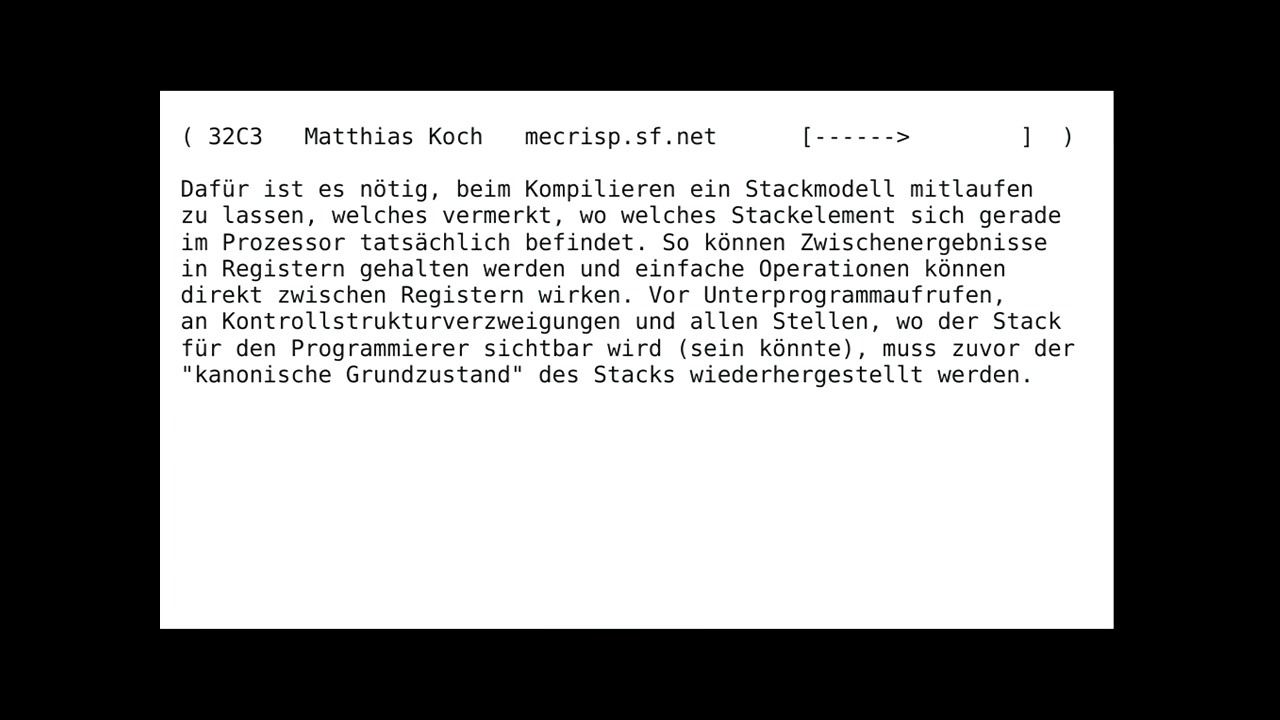 ( 32C3   Matthias Koch   mecrisp.sf.net      [------>        ]  )
Dafür ist es nötig, beim Kompilieren ein Stackmodell mitlaufen
zu lassen, welches vermerkt, wo welches Stackelement sich gerade
im Prozessor tatsächlich befindet. So können Zwischenergebnisse
in Registern gehalten werden und einfache Operationen können
direkt zwischen Registern wirken. Vor Unterprogrammaufrufen,
an Kontrollstrukturverzweigungen und allen Stellen, wo der Stack
für den Programmierer sichtbar wird (sein könnte), muss zuvor der
"kanonische Grundzustand" des Stacks wiederhergestellt werden.